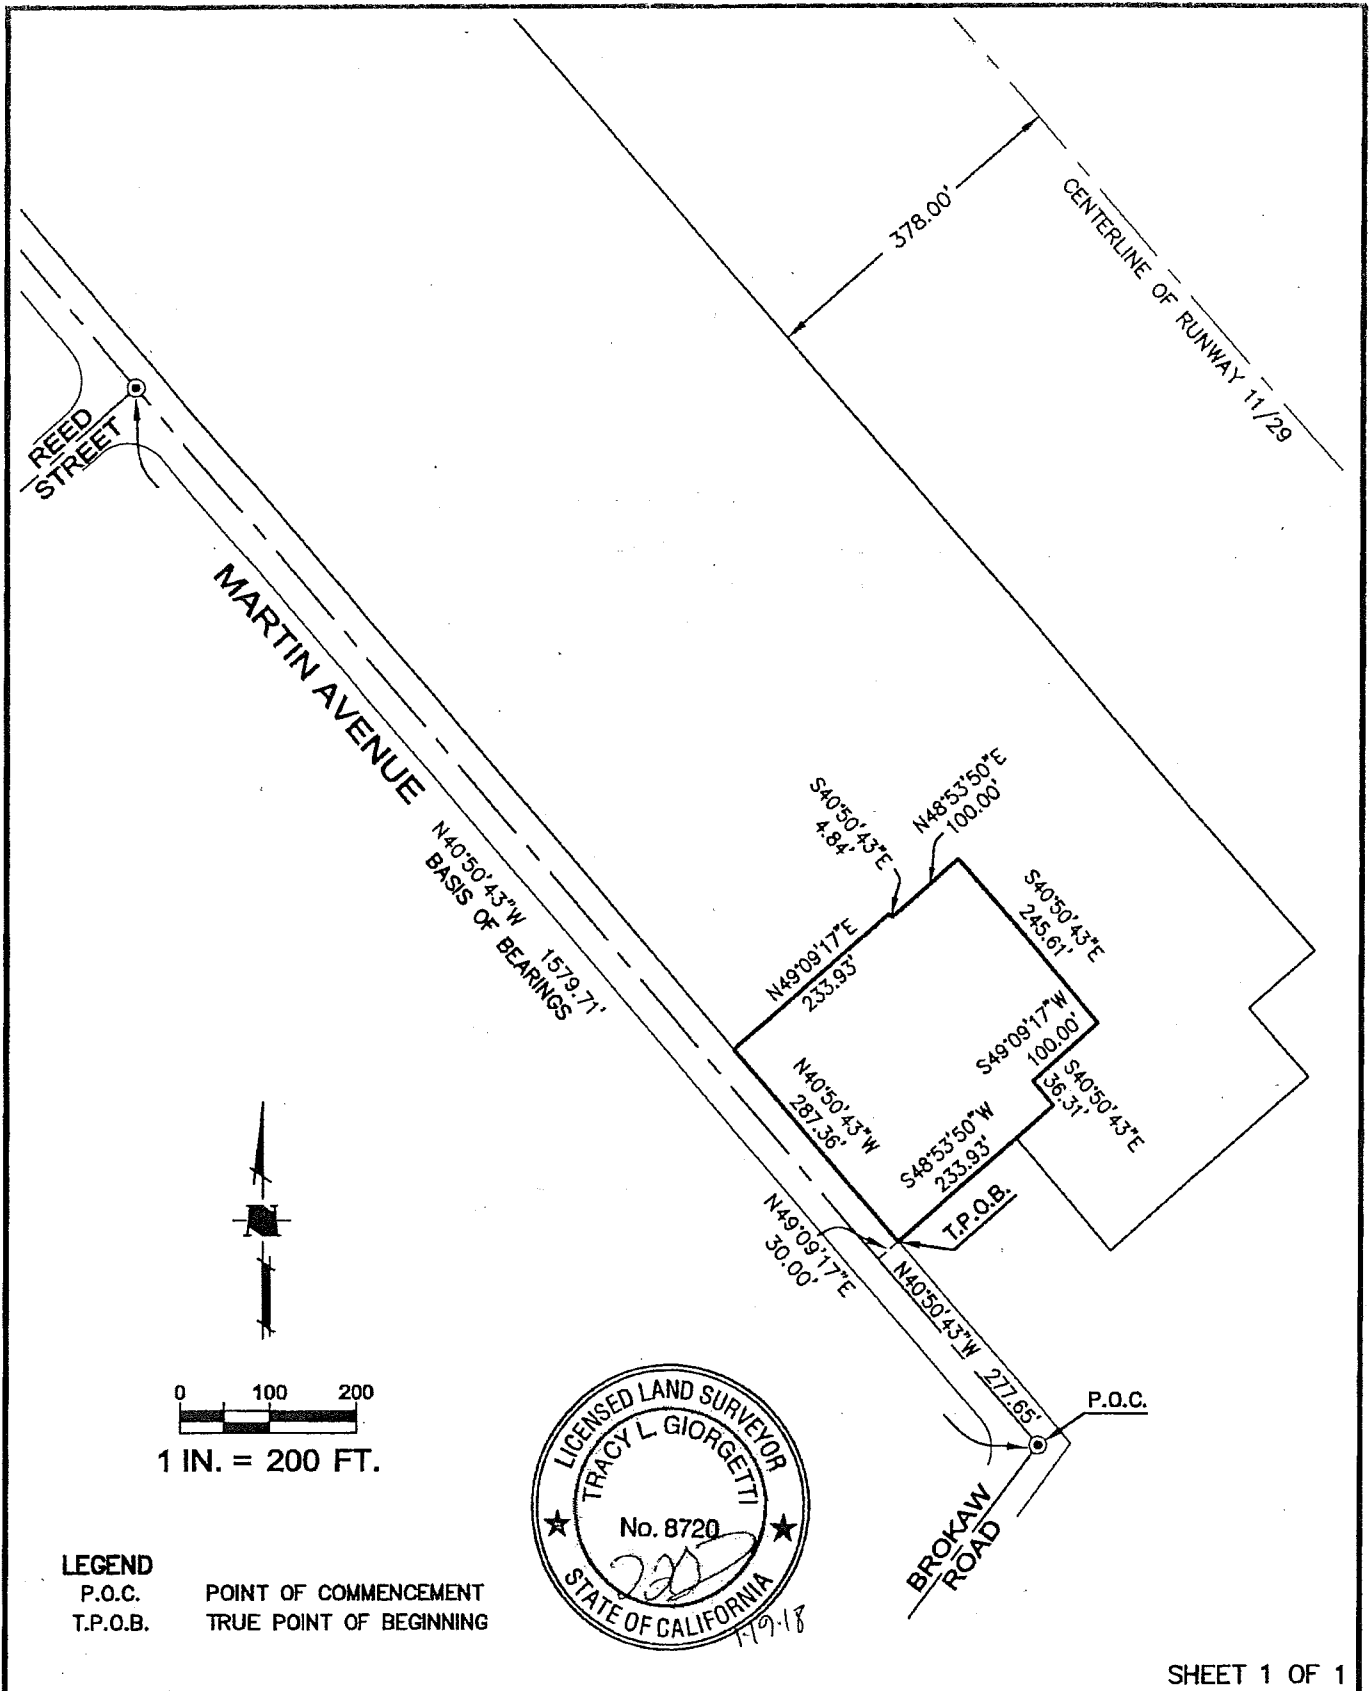 378.00'
CENTERLINE OF RUNWAY 11/29
REED
STREET
MARTIN AVENUE
N40°50'43"W 1579.71'
BASIS OF BEARINGS
S40°50'43"E
4.84'
N48°53'50"E
100.00'
N49°09'17"E
233.93'
S40°50'43"E
245.61'
S49°09'17"W
100.00'
S40°50'43"E
36.31'
N40°50'43"W
287.36'
S48°53'50"W
233.93'
T.P.O.B.
N49°09'17"E
30.00'
N40°50'43"W 277.65'
P.O.C.
BROKAW
ROAD
N
0 100 200
1 IN. = 200 FT.
LICENSED LAND SURVEYOR
TRACY L. GIORGETTI
No. 8720
STATE OF CALIFORNIA
1-19-18
LEGEND
P.O.C. POINT OF COMMENCEMENT
T.P.O.B. TRUE POINT OF BEGINNING
SHEET 1 OF 1